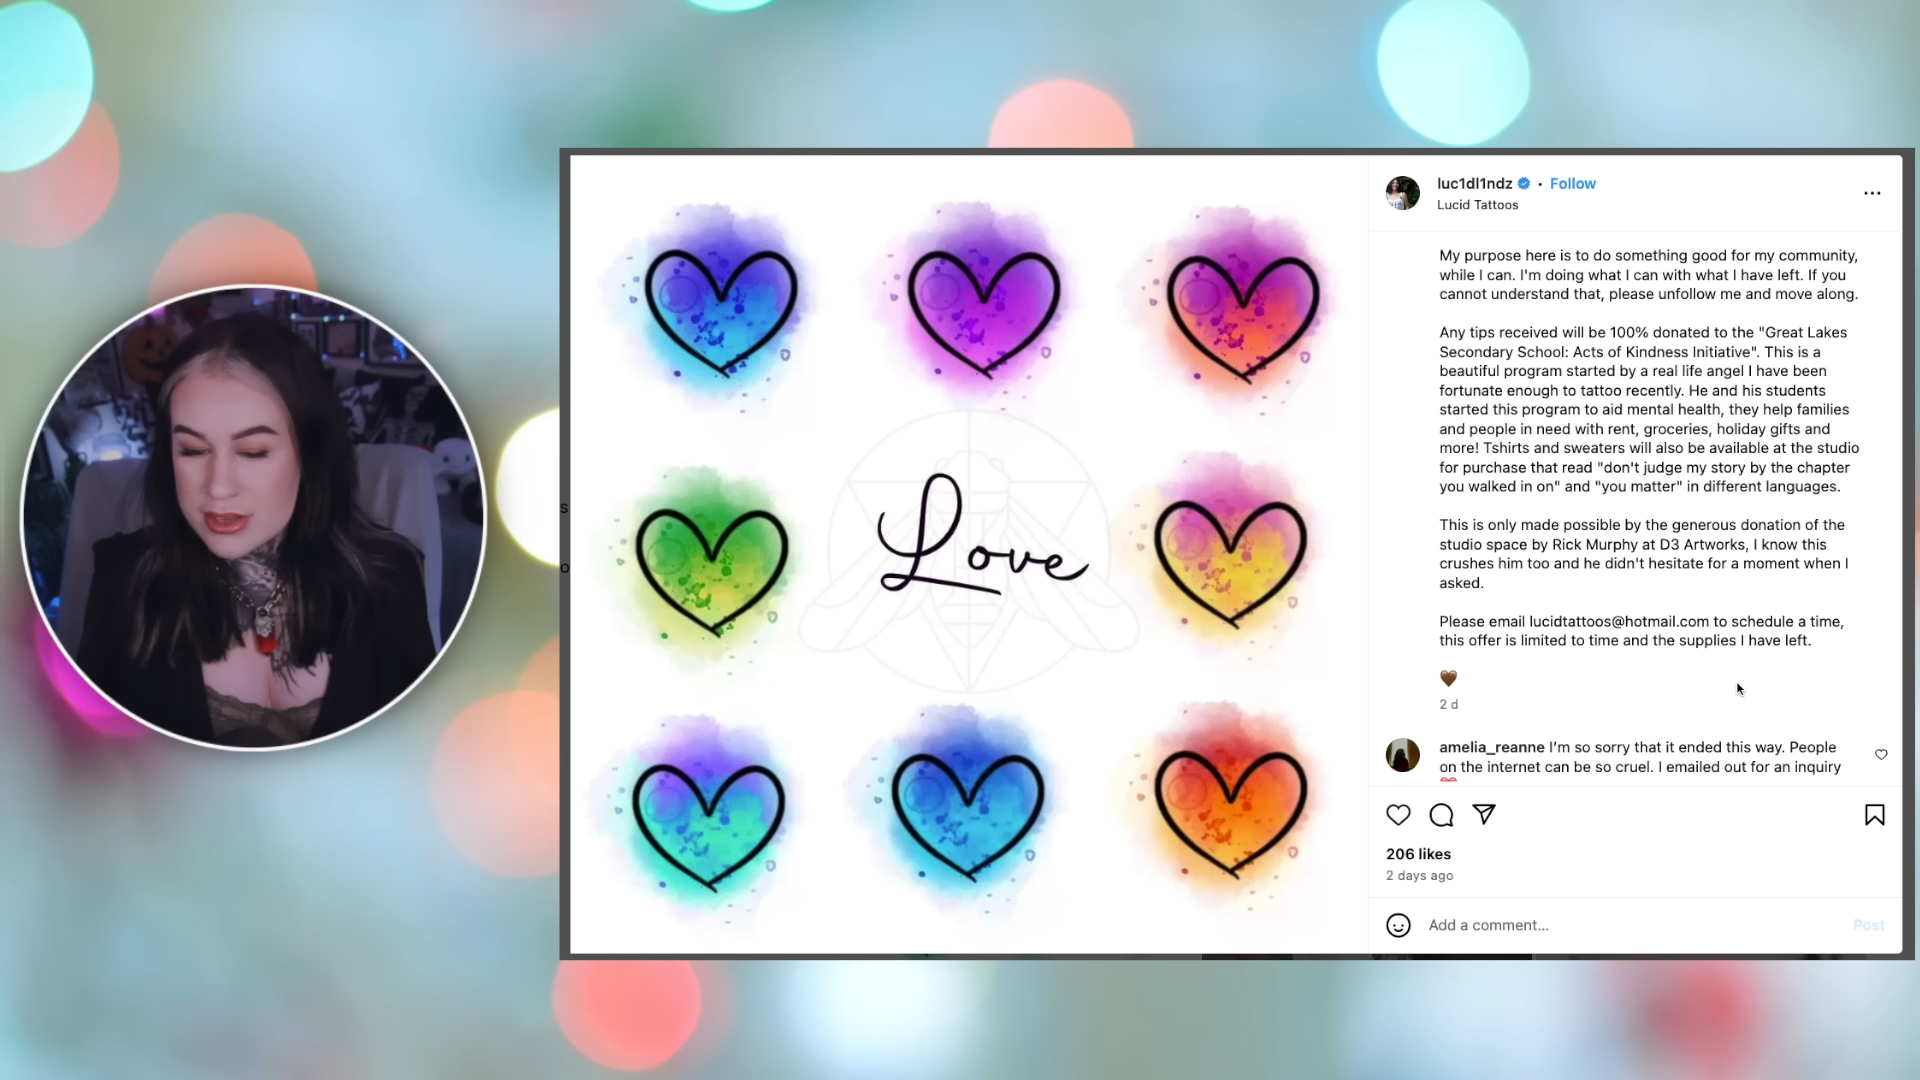 Love
s
o
luc1dl1ndz • Follow
Lucid Tattoos
My purpose here is to do something good for my community,
while I can. I'm doing what I can with what I have left. If you
cannot understand that, please unfollow me and move along.
Any tips received will be 100% donated to the "Great Lakes
Secondary School: Acts of Kindness Initiative". This is a
beautiful program started by a real life angel I have been
fortunate enough to tattoo recently. He and his students
started this program to aid mental health, they help families
and people in need with rent, groceries, holiday gifts and
more! Tshirts and sweaters will also be available at the studio
for purchase that read "don't judge my story by the chapter
you walked in on" and "you matter" in different languages.
This is only made possible by the generous donation of the
studio space by Rick Murphy at D3 Artworks, I know this
crushes him too and he didn't hesitate for a moment when I
asked.
Please email lucidtattoos@hotmail.com to schedule a time,
this offer is limited to time and the supplies I have left.
🤎
2 d
amelia_reanne I'm so sorry that it ended this way. People
on the internet can be so cruel. I emailed out for an inquiry
206 likes
2 days ago
Add a comment...
Post